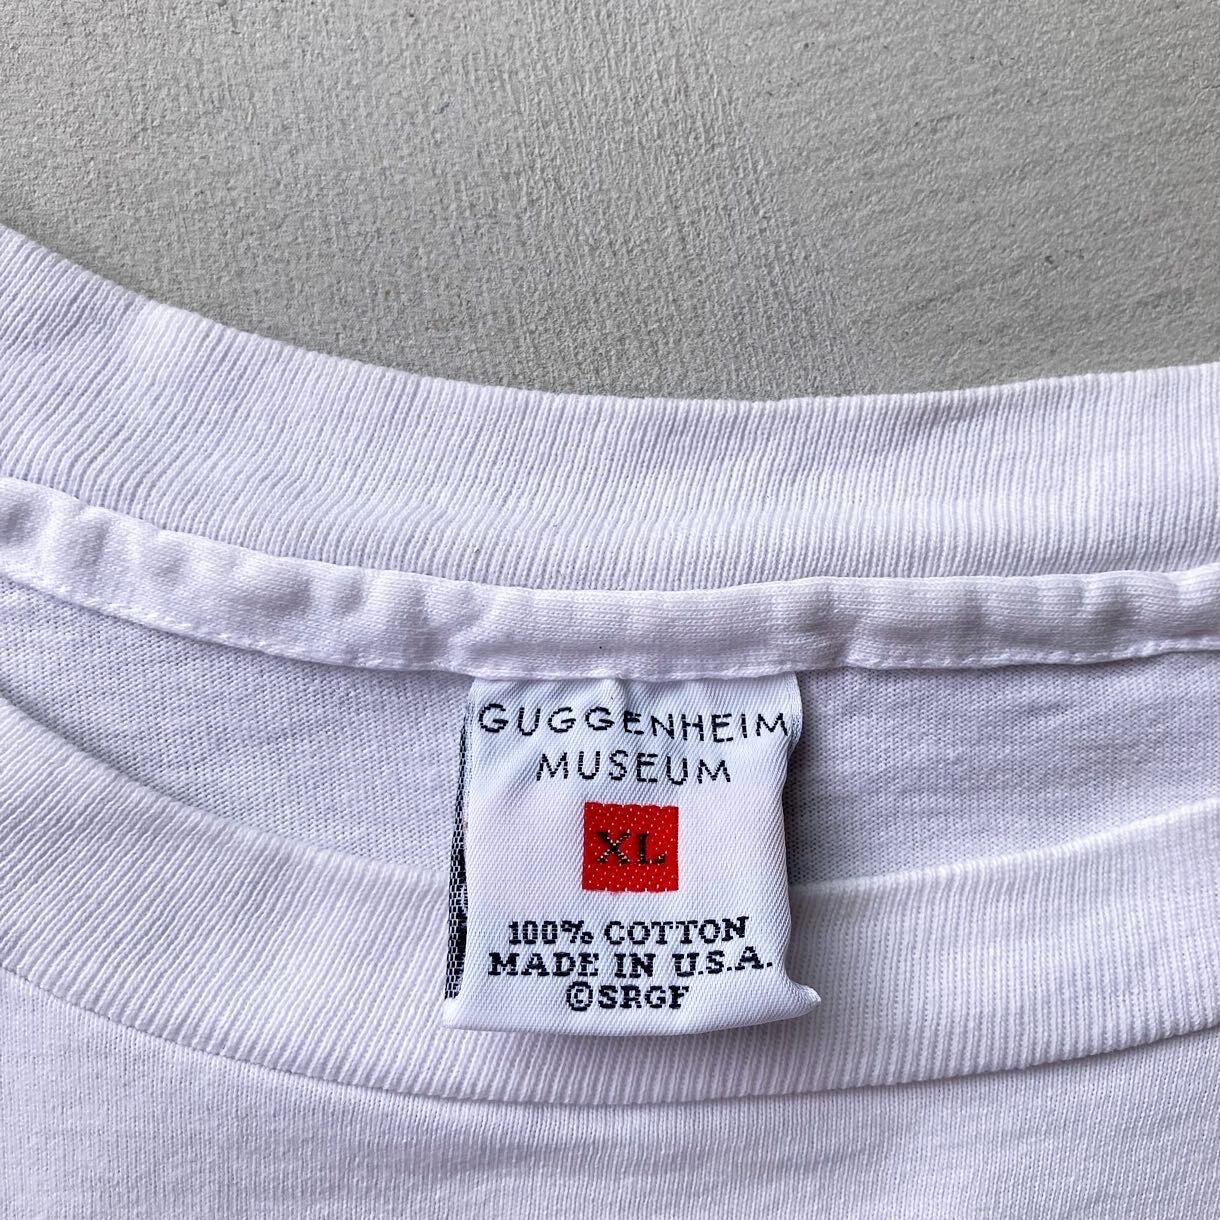 GUGGENHEIM
MUSEUM
XL
100% COTTON
MADE IN U.S.A.
©SRGF